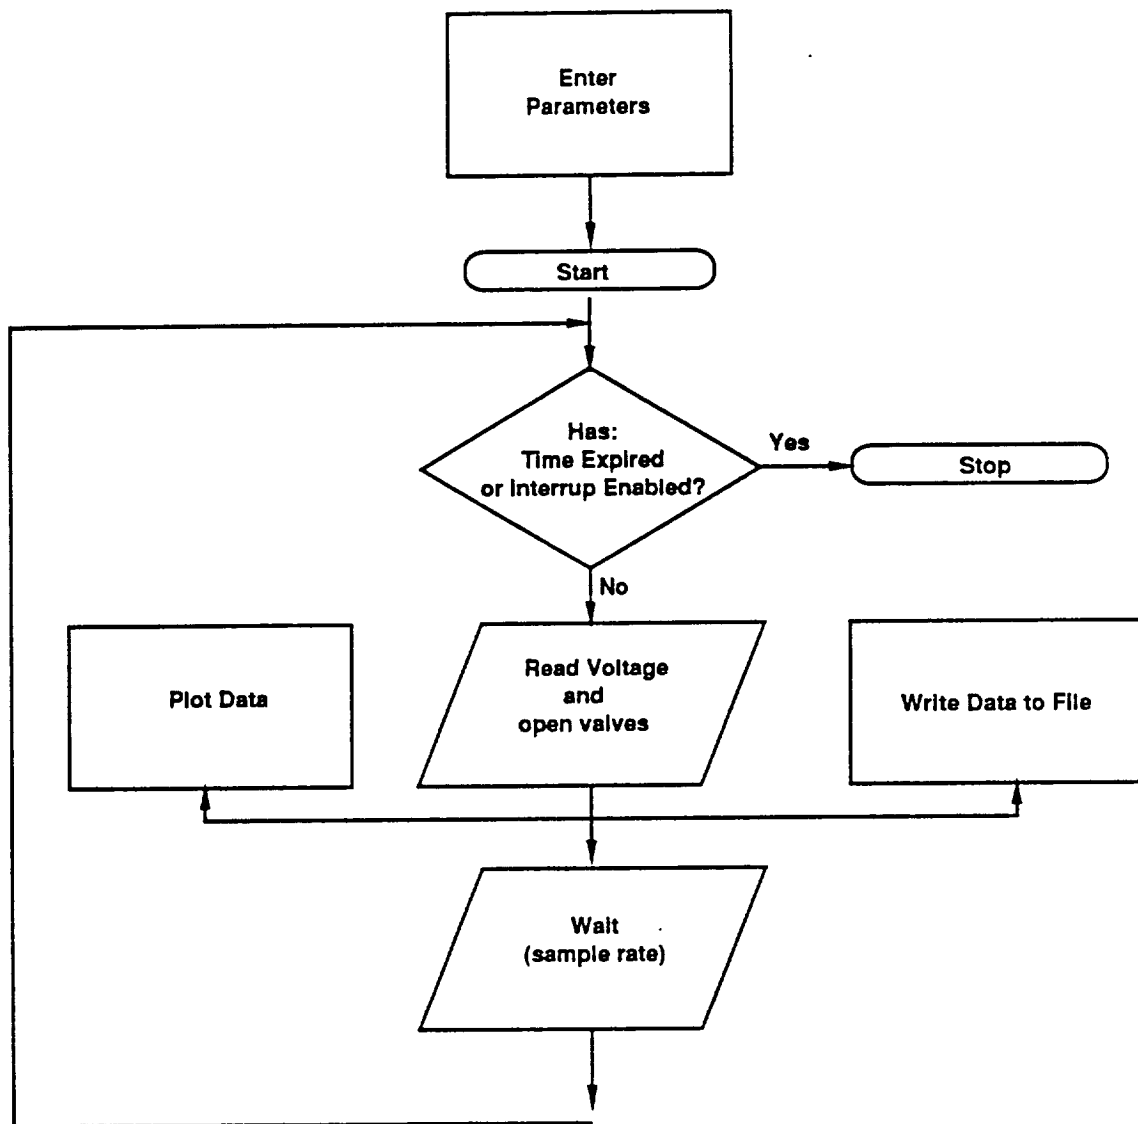 Enter
Parameters
Start
Has:
Time Expired
or Interrup Enabled?
Yes
Stop
No
Plot Data
Read Voltage
and
open valves
Write Data to File
Wait
(sample rate)